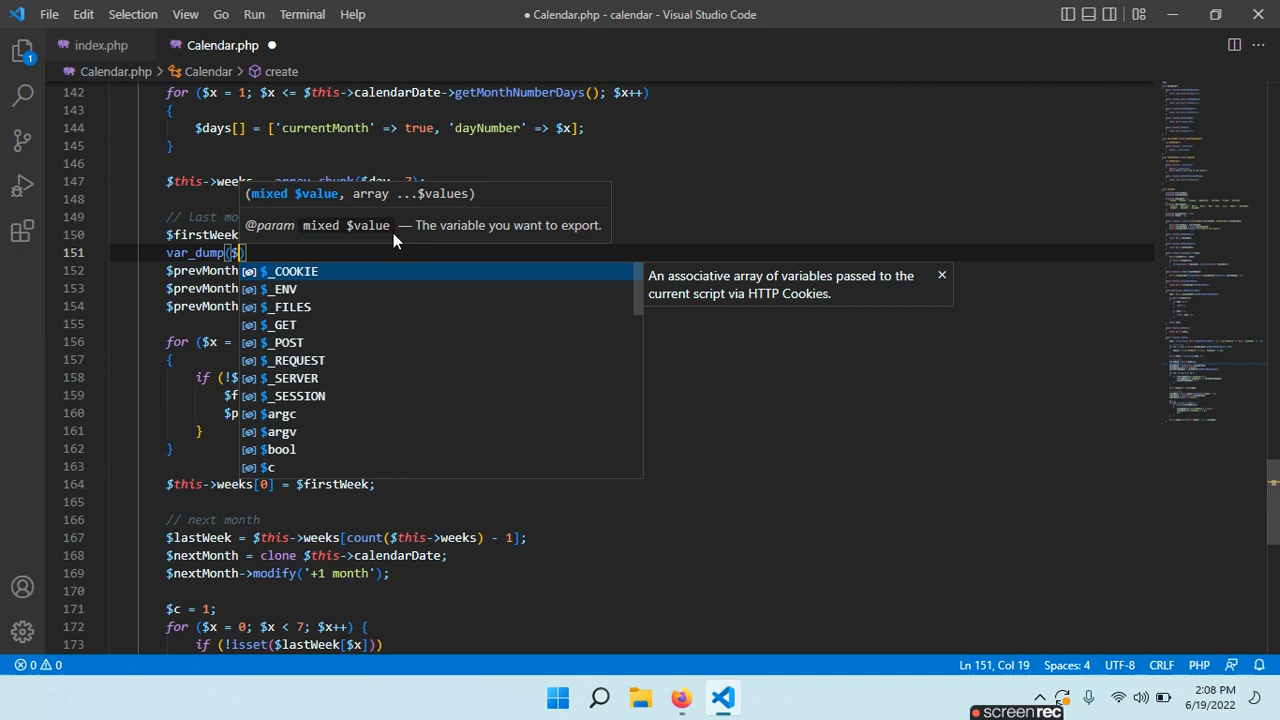 File Edit Selection View Go Run Terminal Help
● Calendar.php - calendar - Visual Studio Code
1
index.php Calendar.php ●
Calendar.php > Calendar > create
142 for ($x = 1; $x <= $this->calendarDate->getMonthNumberDays(); $x++)
143 {
144 $days[] = ['currentMonth' => true, 'dayNumber' => $x];
145 }
146
147 $this->weeks
(mixed $value, array ...$values)
148
149 // last mo
150 $firstWeek
@param mixed $value — The variable you want to export.
151 var_dump($)
152 $prevMonth
153 $prevMonth
154 $prevMonth
155
156 for ($x =
157 {
158 if (!$
159 $f
160 $p
161 }
162 }
163
$_COOKIE
$_ENV
$_FILES
$_GET
$_POST
$_REQUEST
$_SERVER
$_SESSION
$argc
$argv
$bool
$c
An associative array of variables passed to the
current script via HTTP Cookies.
164 $this->weeks[0] = $firstWeek;
165
166 // next month
167 $lastWeek = $this->weeks[count($this->weeks) - 1];
168 $nextMonth = clone $this->calendarDate;
169 $nextMonth->modify('+1 month');
170
171 $c = 1;
172 for ($x = 0; $x < 7; $x++) {
173 if (!isset($lastWeek[$x]))
0 0
Ln 151, Col 19 Spaces: 4 UTF-8 CRLF PHP
2:08 PM
6/19/2022
screenrec